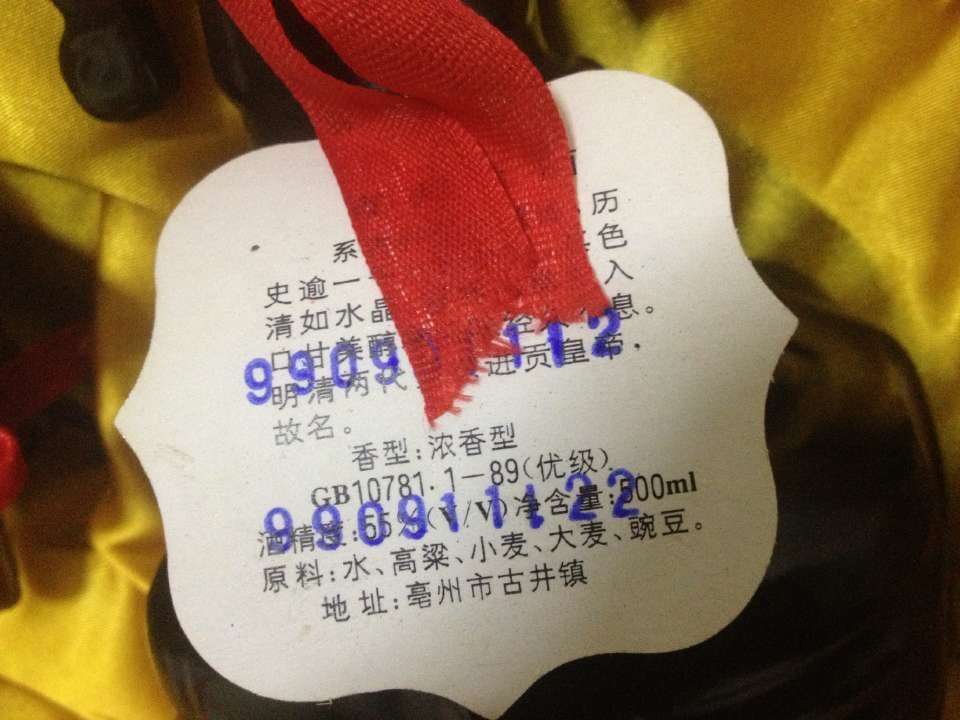 历
系 色
史逾一 入
清如水晶 息。
口甘美醇 经
明清两代 进贡皇帝,
故名。
香型:浓香型
GB10781.1-89(优级)
酒精度:55%(V/V)净含量:500ml
原料:水、高粱、小麦、大麦、豌豆。
地址:亳州市古井镇
9909 1112
990911122